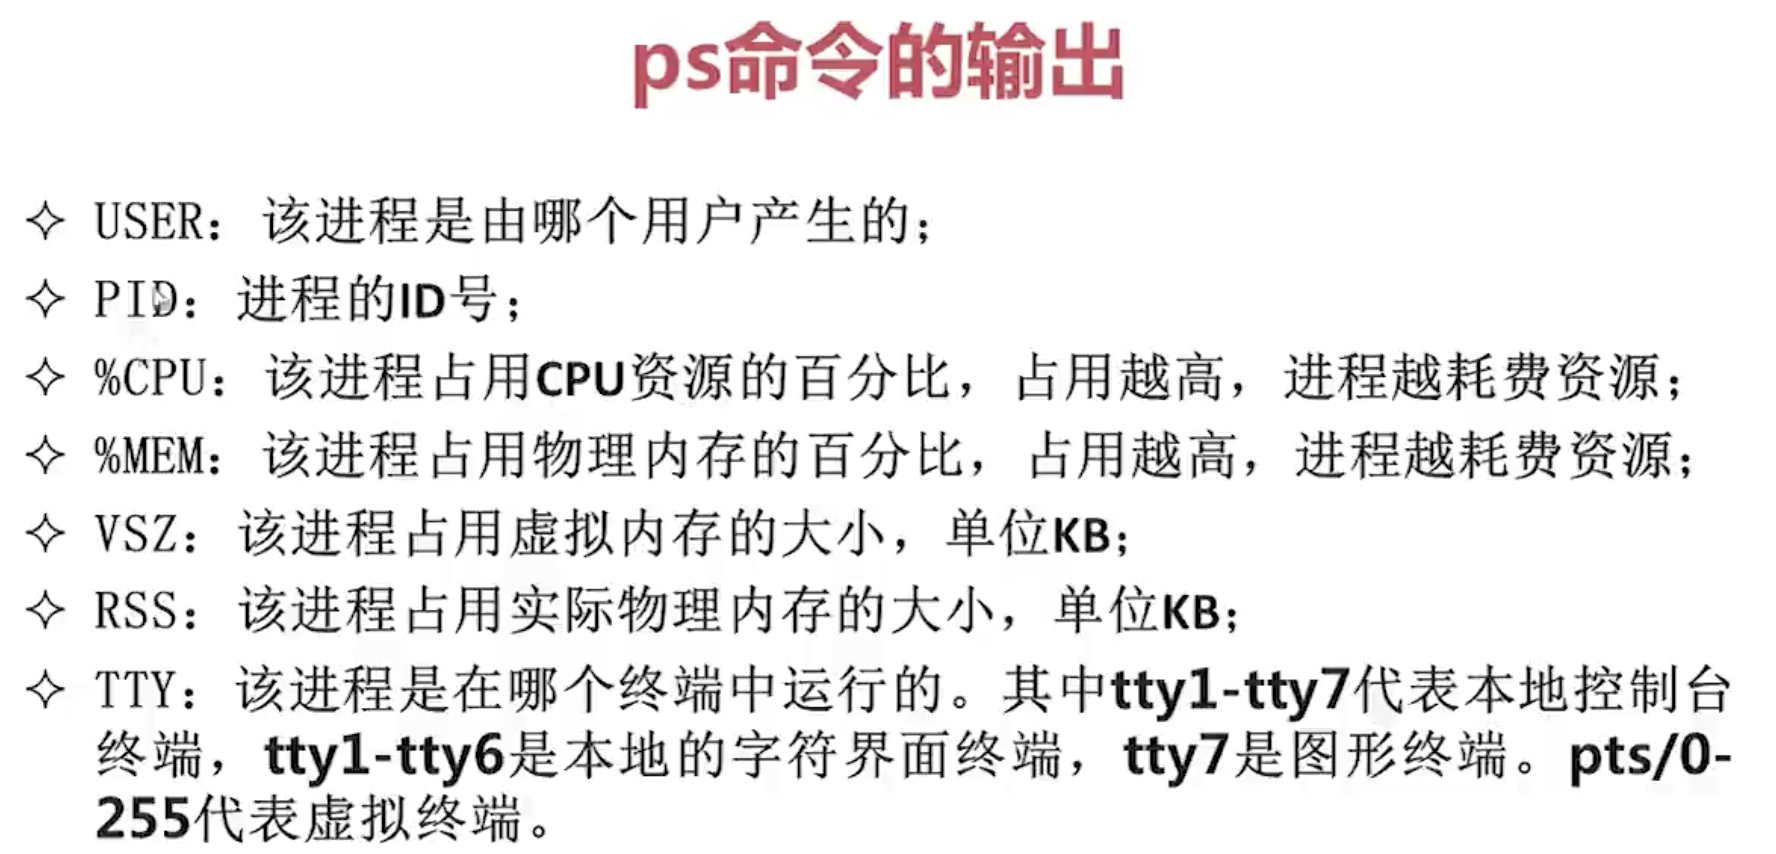 ps命令的输出
USER：该进程是由哪个用户产生的；
PID：进程的ID号；
%CPU：该进程占用CPU资源的百分比，占用越高，进程越耗费资源；
%MEM：该进程占用物理内存的百分比，占用越高，进程越耗费资源；
VSZ：该进程占用虚拟内存的大小，单位KB；
RSS：该进程占用实际物理内存的大小，单位KB；
TTY：该进程是在哪个终端中运行的。其中tty1-tty7代表本地控制台
终端，tty1-tty6是本地的字符界面终端，tty7是图形终端。pts/0-
255代表虚拟终端。